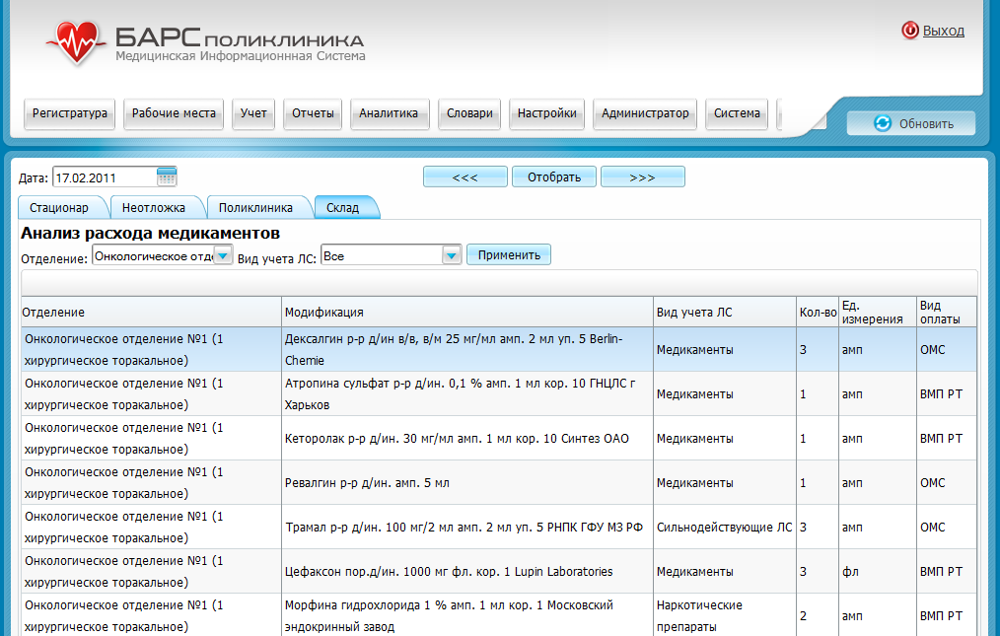 БАРС ПОЛИКЛИНИКА
Медицинская Информационнная Система
Выход
Регистратура Рабочие места Учет Отчеты Аналитика Словари Настройки Администратор Система
Обновить
Дата: 17.02.2011 <<< Отобрать >>>
Стационар Неотложка Поликлиника Склад
Анализ расхода медикаментов
Отделение: Онкологическое отде Вид учета ЛС: Все Применить
Отделение Модификация Вид учета ЛС Кол-во Ед. измерения Вид оплаты
Онкологическое отделение №1 (1 Дексалгин р-р д/ин в/в, в/м 25 мг/мл амп. 2 мл уп. 5 Berlin-
хирургическое торакальное) Chemie Медикаменты 3 амп ОМС
Онкологическое отделение №1 (1 Атропина сульфат р-р д/ин. 0,1 % амп. 1 мл кор. 10 ГНЦЛС г
хирургическое торакальное) Харьков Медикаменты 1 амп ВМП РТ
Онкологическое отделение №1 (1
хирургическое торакальное) Кеторолак р-р д/ин. 30 мг/мл амп. 1 мл кор. 10 Синтез ОАО Медикаменты 1 амп ВМП РТ
Онкологическое отделение №1 (1
хирургическое торакальное) Ревалгин р-р д/ин. амп. 5 мл Медикаменты 1 амп ОМС
Онкологическое отделение №1 (1
хирургическое торакальное) Трамал р-р д/ин. 100 мг/2 мл амп. 2 мл уп. 5 РНПК ГФУ МЗ РФ Сильнодействующие ЛС 3 амп ОМС
Онкологическое отделение №1 (1
хирургическое торакальное) Цефаксон пор.д/ин. 1000 мг фл. кор. 1 Lupin Laboratories Медикаменты 3 фл ВМП РТ
Онкологическое отделение №1 (1 Морфина гидрохлорида 1 % амп. 1 мл кор. 1 Московский Наркотические
хирургическое торакальное) эндокринный завод препараты 2 амп ВМП РТ